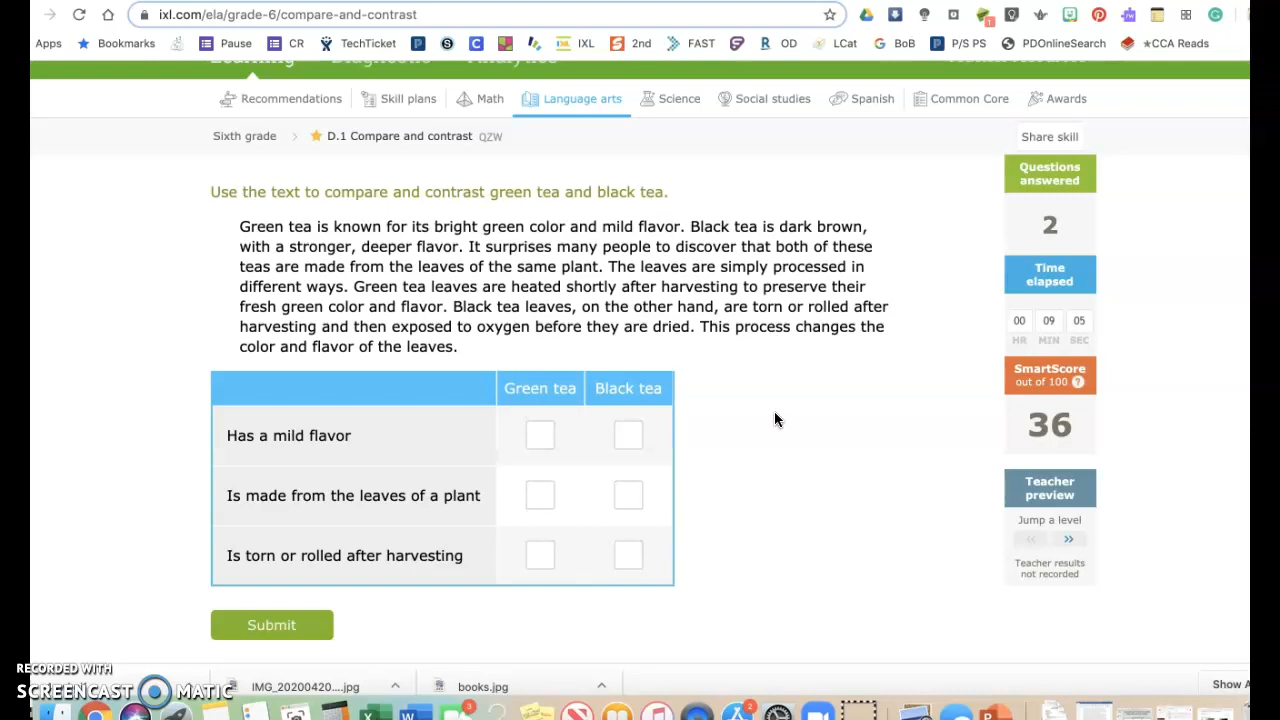 ixl.com/ela/grade-6/compare-and-contrast
Apps Bookmarks Pause CR TechTicket IXL 2nd FAST OD LCat BoB P/S PS PDOnlineSearch ★CCA Reads
Learning Diagnostic Analytics
Recommendations Skill plans Math Language arts Science Social studies Spanish Common Core Awards
Sixth grade > D.1 Compare and contrast QZW
Share skill
Use the text to compare and contrast green tea and black tea.
Green tea is known for its bright green color and mild flavor. Black tea is dark brown,
with a stronger, deeper flavor. It surprises many people to discover that both of these
teas are made from the leaves of the same plant. The leaves are simply processed in
different ways. Green tea leaves are heated shortly after harvesting to preserve their
fresh green color and flavor. Black tea leaves, on the other hand, are torn or rolled after
harvesting and then exposed to oxygen before they are dried. This process changes the
color and flavor of the leaves.
Green tea Black tea
Has a mild flavor
Is made from the leaves of a plant
Is torn or rolled after harvesting
Submit
Questions
answered
2
Time
elapsed
00 09 05
HR MIN SEC
SmartScore
out of 100 ?
36
Teacher
preview
Jump a level
Teacher results
not recorded
RECORDED WITH
SCREENCAST MATIC
IMG_20200420....jpg
books.jpg
Show A